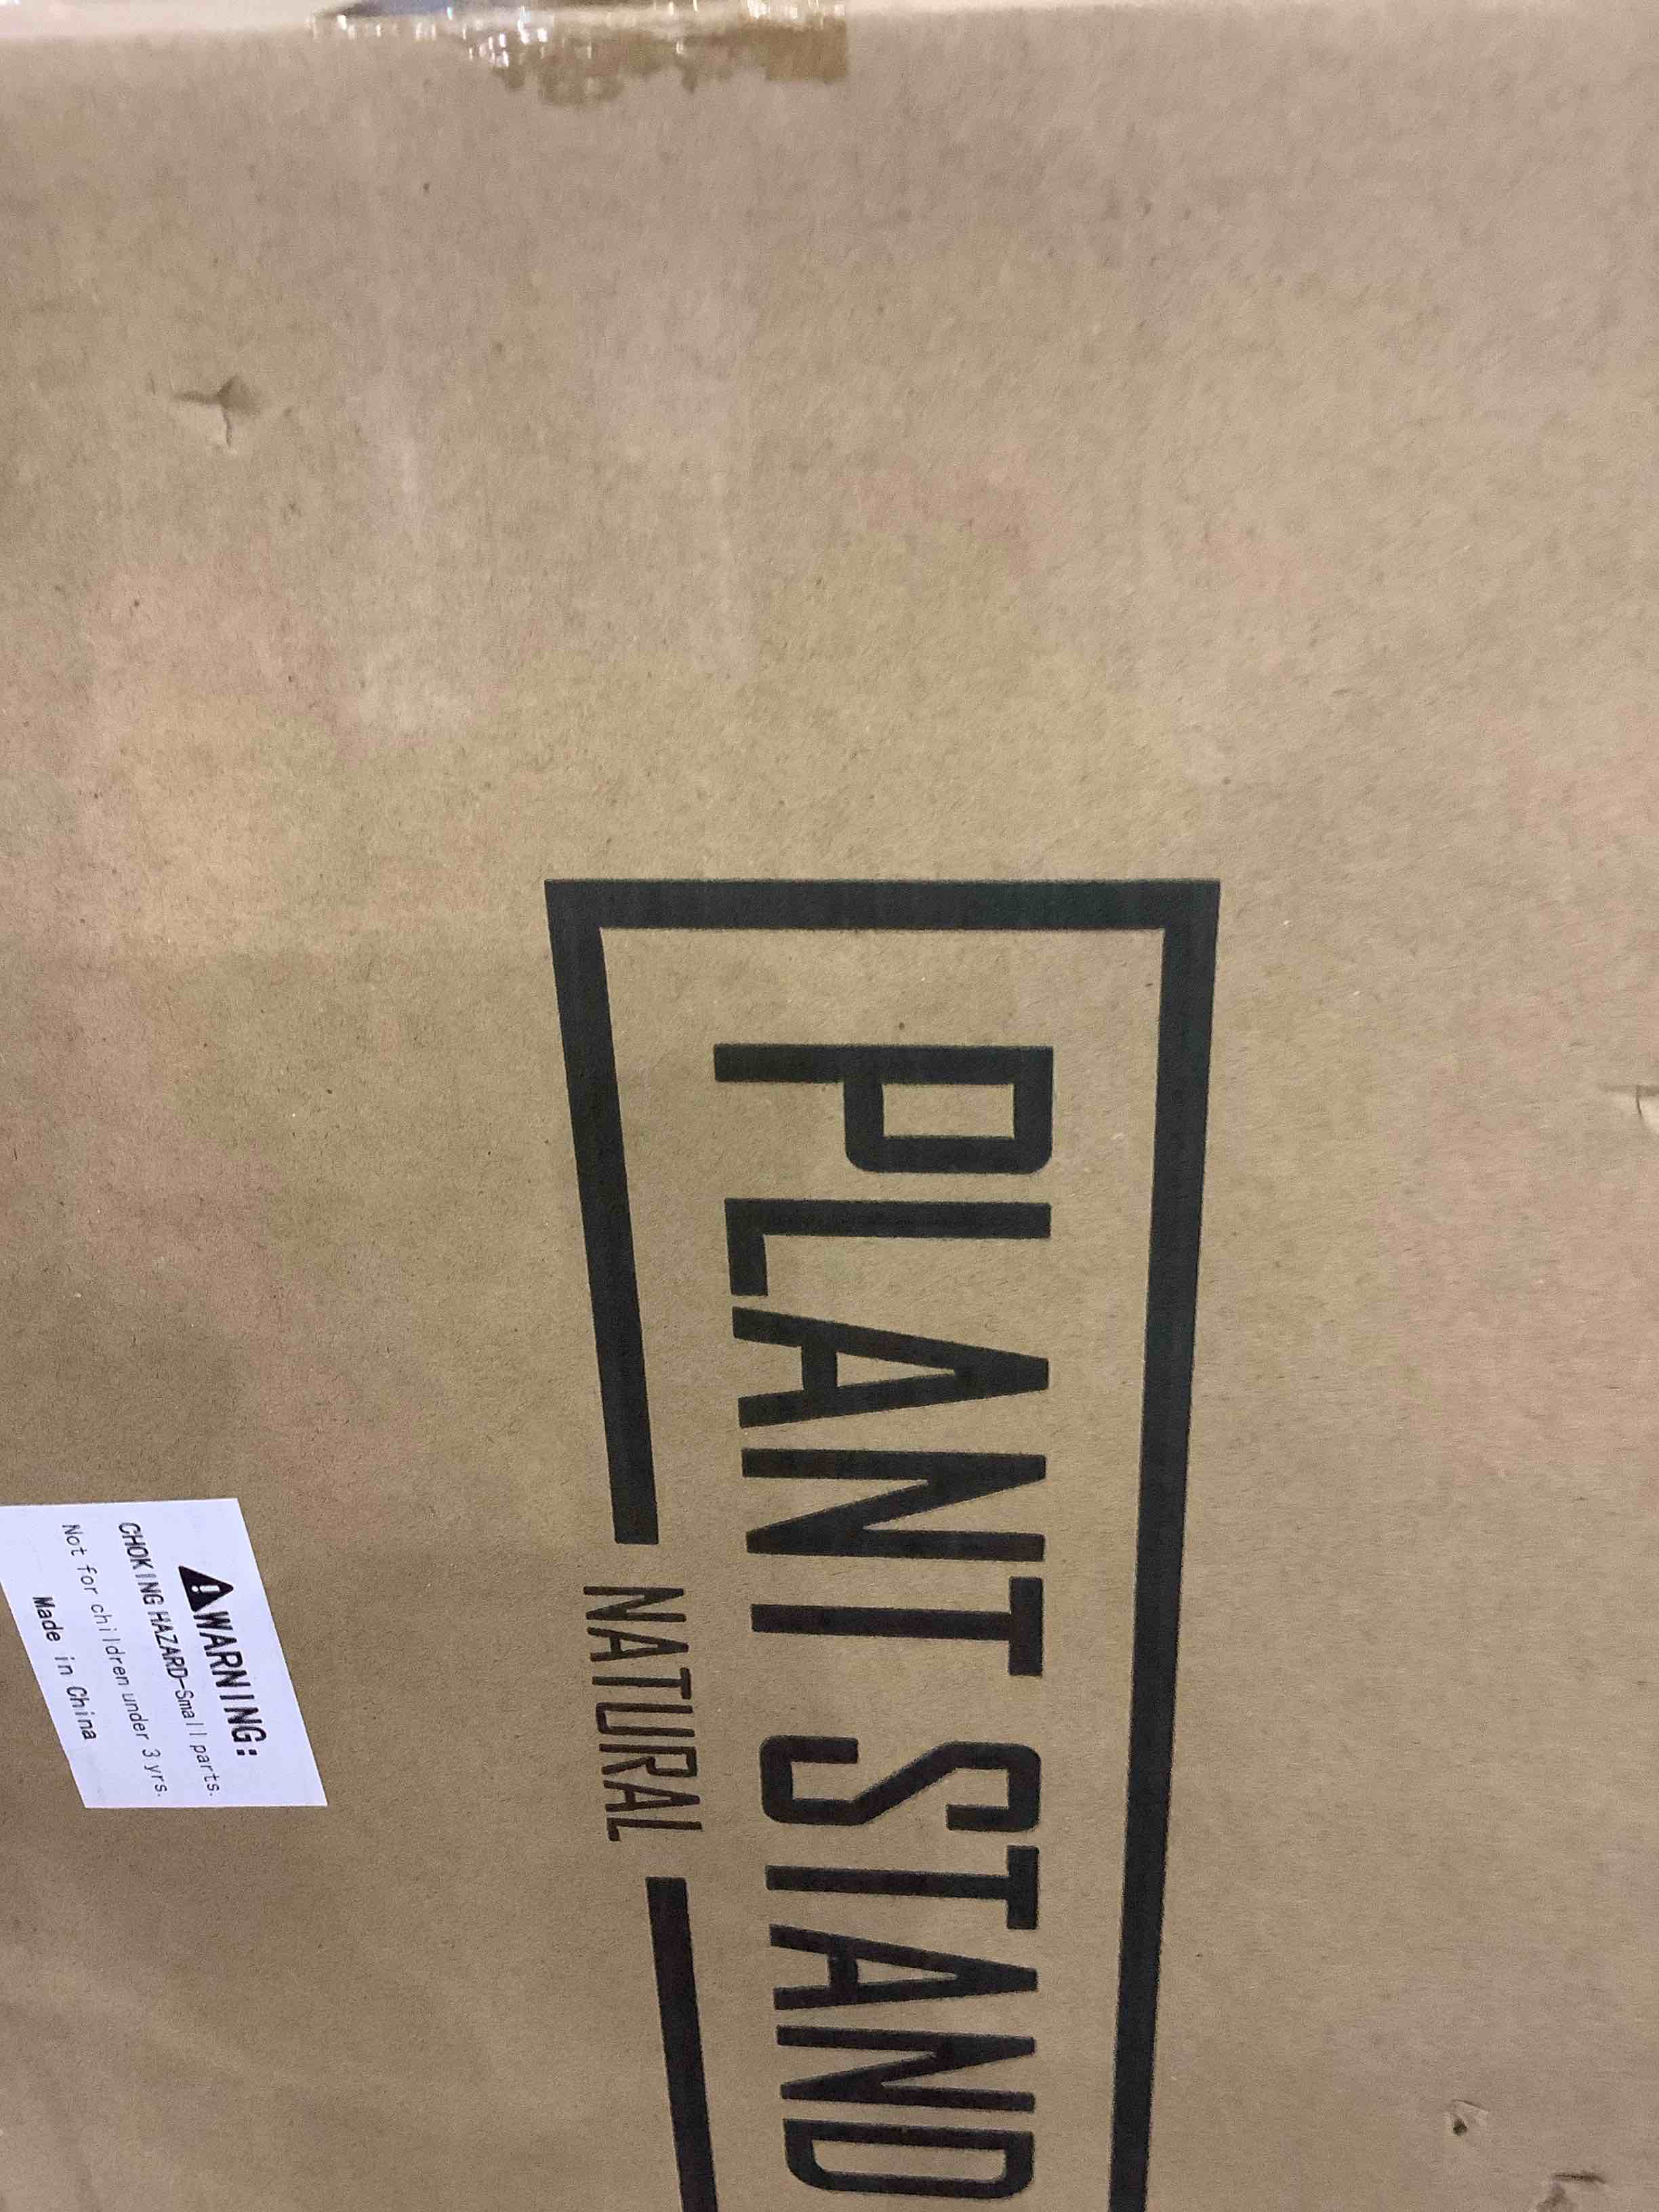 PLANT STAND
NATURAL
WARNING:
CHOKING HAZARD-Small parts.
Not for children under 3 yrs.
Made in China